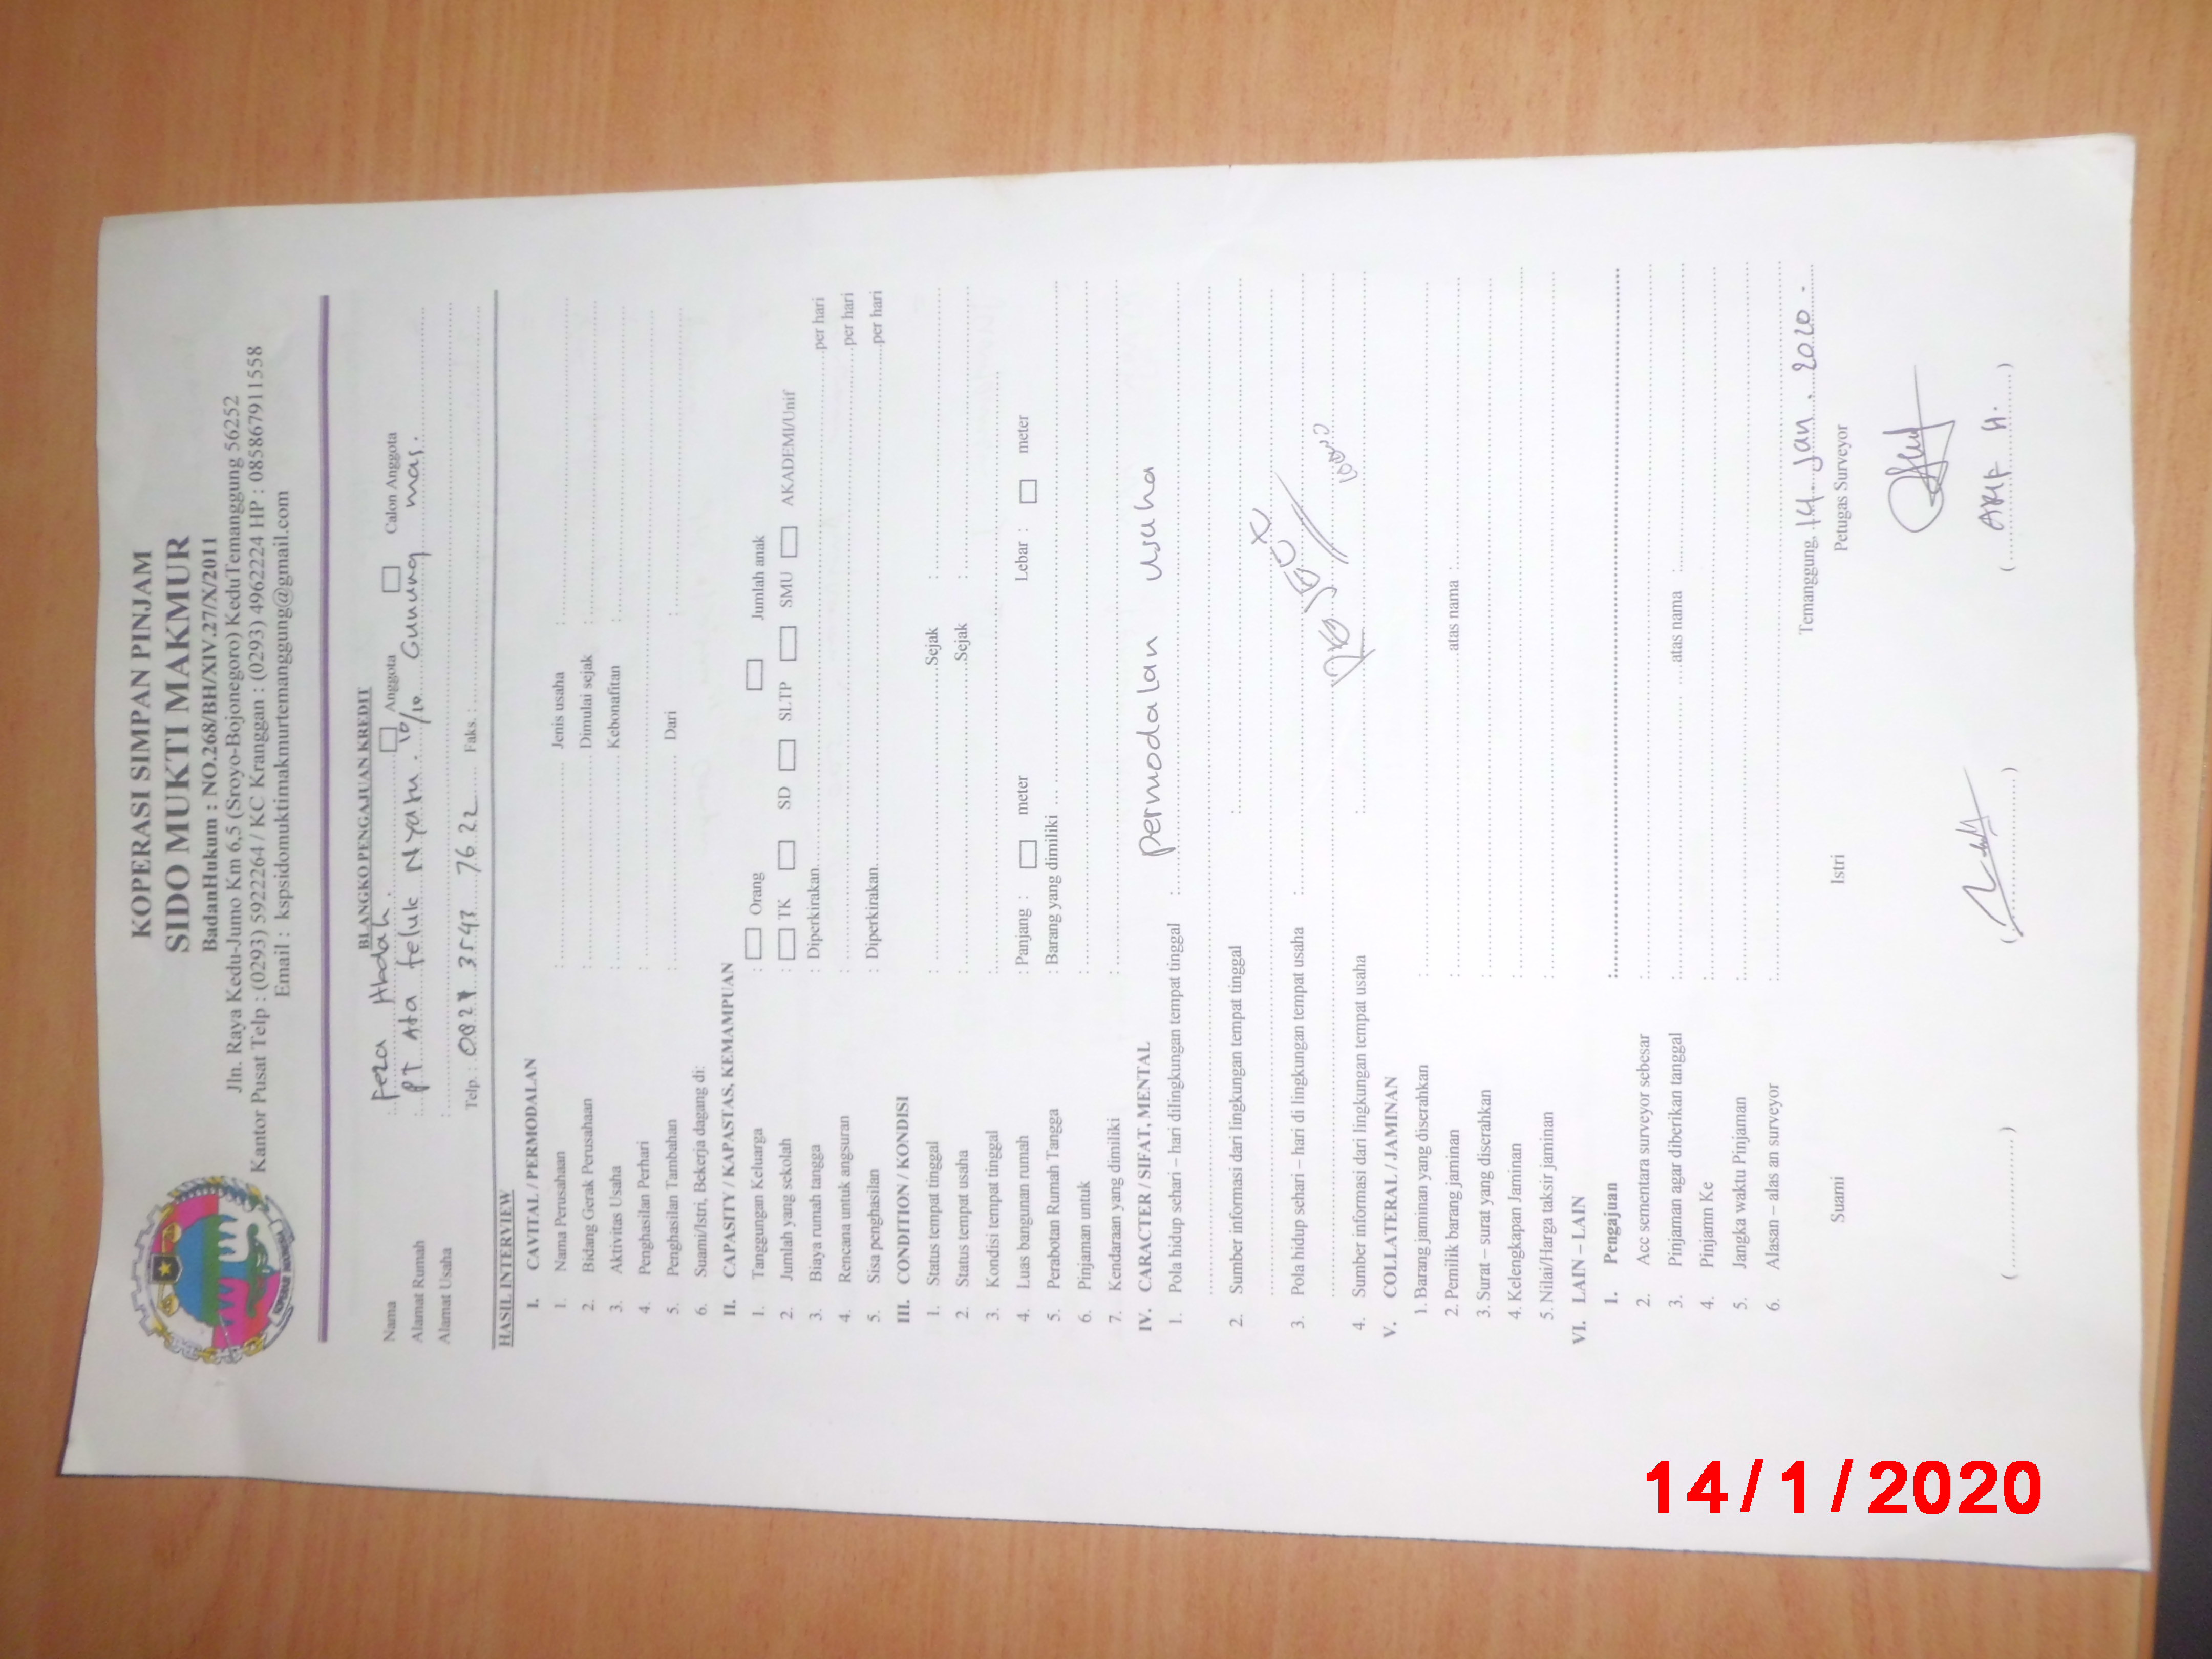 KOPERASI SIMPAN PINJAM
SIDO MUKTI MAKMUR
BadanHukum : NO.268/BH/XIV.27/X/2011
Jln. Raya Kedu-Jumo Km 6,5 (Sroyo-Bojonegoro) KeduTemanggung 56252
Kantor Pusat Telp : (0293) 5922264 / KC Kranggan : (0293) 4962224 HP : 085867911558
Email : kspsidomuktimakmurtemanggung@gmail.com
KOPERASI INDONESIA
BLANGKO PENGAJUAN KREDIT
Nama : Feza Abdah. Anggota Calon Anggota
Alamat Rumah : PT Ada Teluk Nyatu. 10/10 Gunung mas.
Alamat Usaha :
Telp. : 3543 7622 Faks. :
HASIL INTERVIEW
I. CAVITAL / PERMODALAN
1. Nama Perusahaan : Jenis usaha :
2. Bidang Gerak Perusahaan : Dimulai sejak :
3. Aktivitas Usaha : Kebonafitan :
4. Penghasilan Perhari :
5. Penghasilan Tambahan : Dari :
6. Suami/Istri, Bekerja dagang di:
II. CAPASITY / KAPASTAS, KEMAMPUAN
1. Tanggungan Keluarga : Orang Jumlah anak
2. Jumlah yang sekolah : TK SD SLTP SMU AKADEMI/Unif
3. Biaya rumah tangga : Diperkirakan per hari
4. Rencana untuk angsuran : per hari
5. Sisa penghasilan : Diperkirakan per hari
III. CONDITION / KONDISI
1. Status tempat tinggal : Sejak :
2. Status tempat usaha : Sejak :
3. Kondisi tempat tinggal :
4. Luas bangunan rumah : Panjang : meter Lebar : meter
5. Perabotan Rumah Tangga : Barang yang dimiliki
6. Pinjaman untuk :
7. Kendaraan yang dimiliki :
IV. CARACTER / SIFAT, MENTAL
1. Pola hidup sehari – hari dilingkungan tempat tinggal : permodalan usaha
2. Sumber informasi dari lingkungan tempat tinggal :
3. Pola hidup sehari – hari di lingkungan tempat usaha :
4. Sumber informasi dari lingkungan tempat usaha :
V. COLLATERAL / JAMINAN
1. Barang jaminan yang diserahkan :
2. Pemilik barang jaminan : atas nama :
3. Surat – surat yang diserahkan :
4. Kelengkapan Jaminan :
5. Nilai/Harga taksir jaminan :
VI. LAIN – LAIN
1. Pengajuan :
2. Acc sementara surveyor sebesar :
3. Pinjaman agar diberikan tanggal : atas nama :
4. Pinjamn Ke :
5. Jangka waktu Pinjaman :
6. Alasan – alas an surveyor :
Temanggung, 14. Jan. 2020 -
Suami Istri Petugas Surveyor
(...............) (...............) (ARIF H.)
14/1/2020